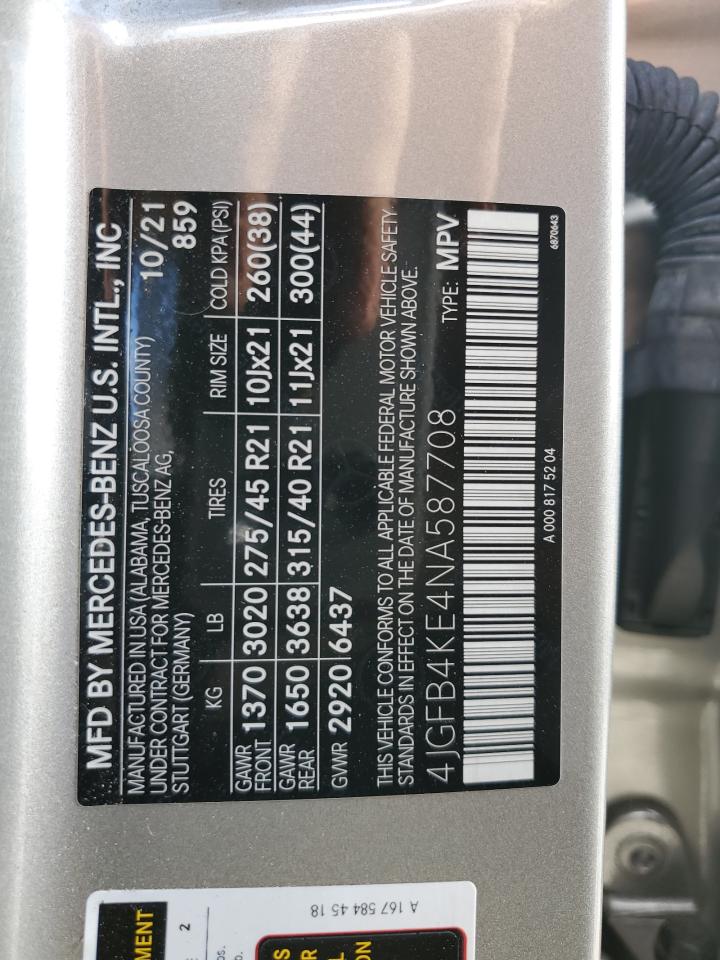 MFD BY MERCEDES-BENZ U.S. INTL., INC
MANUFACTURED IN USA (ALABAMA, TUSCALOOSA COUNTY) 10/21
UNDER CONTRACT FOR MERCEDES-BENZ AG, 859
STUTTGART (GERMANY)
KG LB TIRES RIM SIZE COLD KPA(PSI)
GAWR FRONT 1370 3020 275/45 R21 10Jx21 260(38)
GAWR REAR 1650 3638 315/40 R21 11Jx21 300(44)
GVWR 2920 6437
THIS VEHICLE CONFORMS TO ALL APPLICABLE FEDERAL MOTOR VEHICLE SAFETY
STANDARDS IN EFFECT ON THE DATE OF MANUFACTURE SHOWN ABOVE.
4JGFB4KE4NA587708 TYPE: MPV
A 000 817 52 04 6870643
A 167 584 45 18
MENT
2